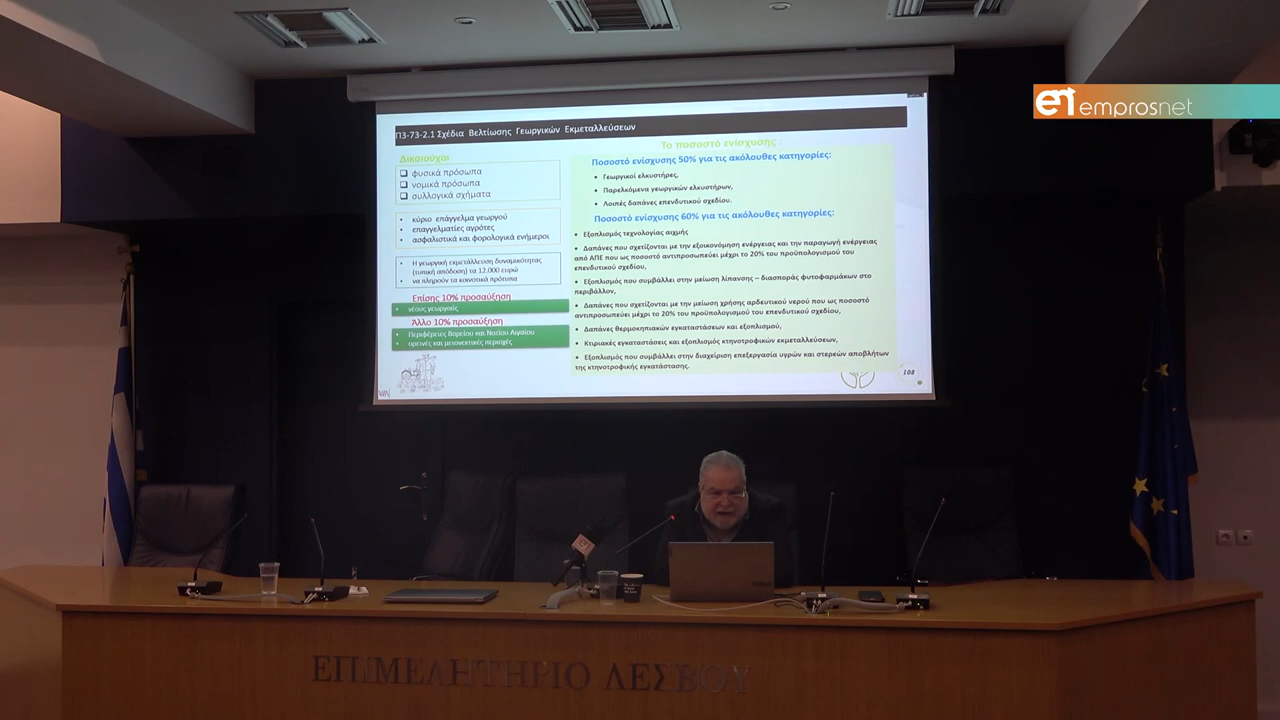 εη emprosnet
Π3-73-2.1 Σχέδια Βελτίωσης Γεωργικών Εκμεταλλεύσεων
Δικαιούχοι
❑ φυσικά πρόσωπα
❑ νομικά πρόσωπα
❑ συλλογικά σχήματα
• κύριο επάγγελμα γεωργού
• επαγγελματίες αγρότες
• ασφαλιστικά και φορολογικά ενήμεροι
• Η γεωργική εκμετάλλευση δυναμικότητας
(τυπική απόδοση) τα 12.000 ευρώ
• να πληρούν τα κοινοτικά πρότυπα
Επίσης 10% προσαύξηση
• νέους γεωργούς
Άλλο 10% προσαύξηση
• Περιφέρειες Βορείου και Νοτίου Αιγαίου
• ορεινές και μειονεκτικές περιοχές
Το ποσοστό ενίσχυσης :
Ποσοστό ενίσχυσης 50% για τις ακόλουθες κατηγορίες:
• Γεωργικοί ελκυστήρες,
• Παρελκόμενα γεωργικών ελκυστήρων,
• Λοιπές δαπάνες επενδυτικού σχεδίου.
Ποσοστό ενίσχυσης 60% για τις ακόλουθες κατηγορίες:
• Εξοπλισμός τεχνολογίας αιχμής
• Δαπάνες που σχετίζονται με την εξοικονόμηση ενέργειας και την παραγωγή ενέργειας
από ΑΠΕ που ως ποσοστό αντιπροσωπεύει μέχρι το 20% του προϋπολογισμού του
επενδυτικού σχεδίου,
• Εξοπλισμός που συμβάλλει στην μείωση λίπανσης – διασποράς φυτοφαρμάκων στο
περιβάλλον,
• Δαπάνες που σχετίζονται με την μείωση χρήσης αρδευτικού νερού που ως ποσοστό
αντιπροσωπεύει μέχρι το 20% του προϋπολογισμού του επενδυτικού σχεδίου,
• Δαπάνες θερμοκηπιακών εγκαταστάσεων και εξοπλισμού,
• Κτιριακές εγκαταστάσεις και εξοπλισμός κτηνοτροφικών εκμεταλλεύσεων,
• Εξοπλισμός που συμβάλλει στην διαχείριση επεξεργασία υγρών και στερεών αποβλήτων
της κτηνοτροφικής εγκατάστασης.
108
ΕΠΙΜΕΛΗΤΗΡΙΟ ΛΕΣΒΟΥ